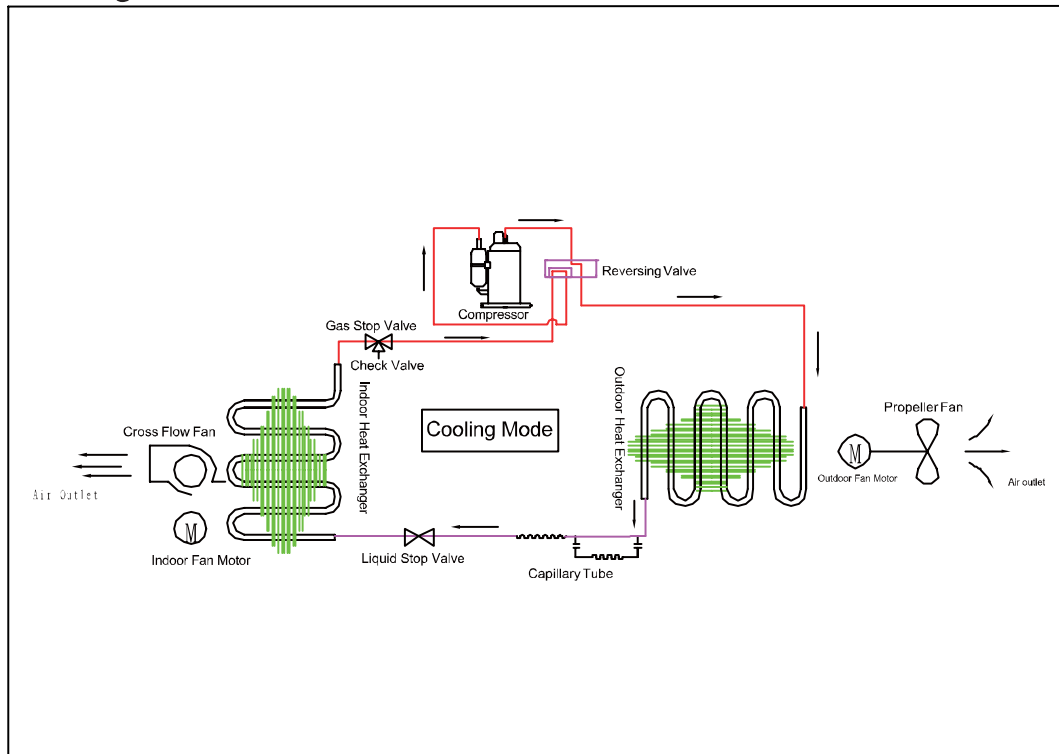 Reversing Valve
Compressor
Gas Stop Valve
Check Valve
Indoor Heat Exchanger
Outdoor Heat Exchanger
Cooling Mode
Cross Flow Fan
Air Outlet
M
Indoor Fan Motor
Liquid Stop Valve
Capillary Tube
Propeller Fan
M
Outdoor Fan Motor
Air outlet